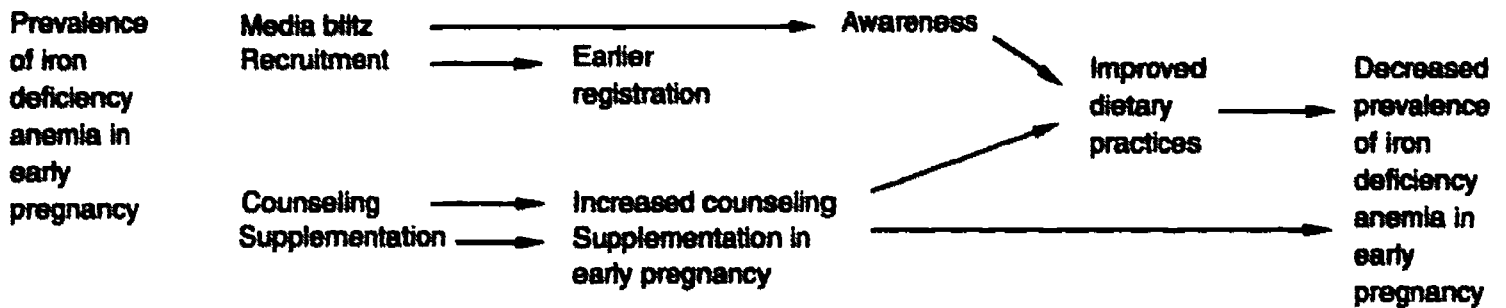 Prevalence
of iron
deficiency
anemia in
early
pregnancy
Media blitz
Recruitment
Earlier
registration
Counseling
Supplementation
Increased counseling
Supplementation in
early pregnancy
Awareness
Improved
dietary
practices
Decreased
prevalence
of iron
deficiency
anemia in
early
pregnancy